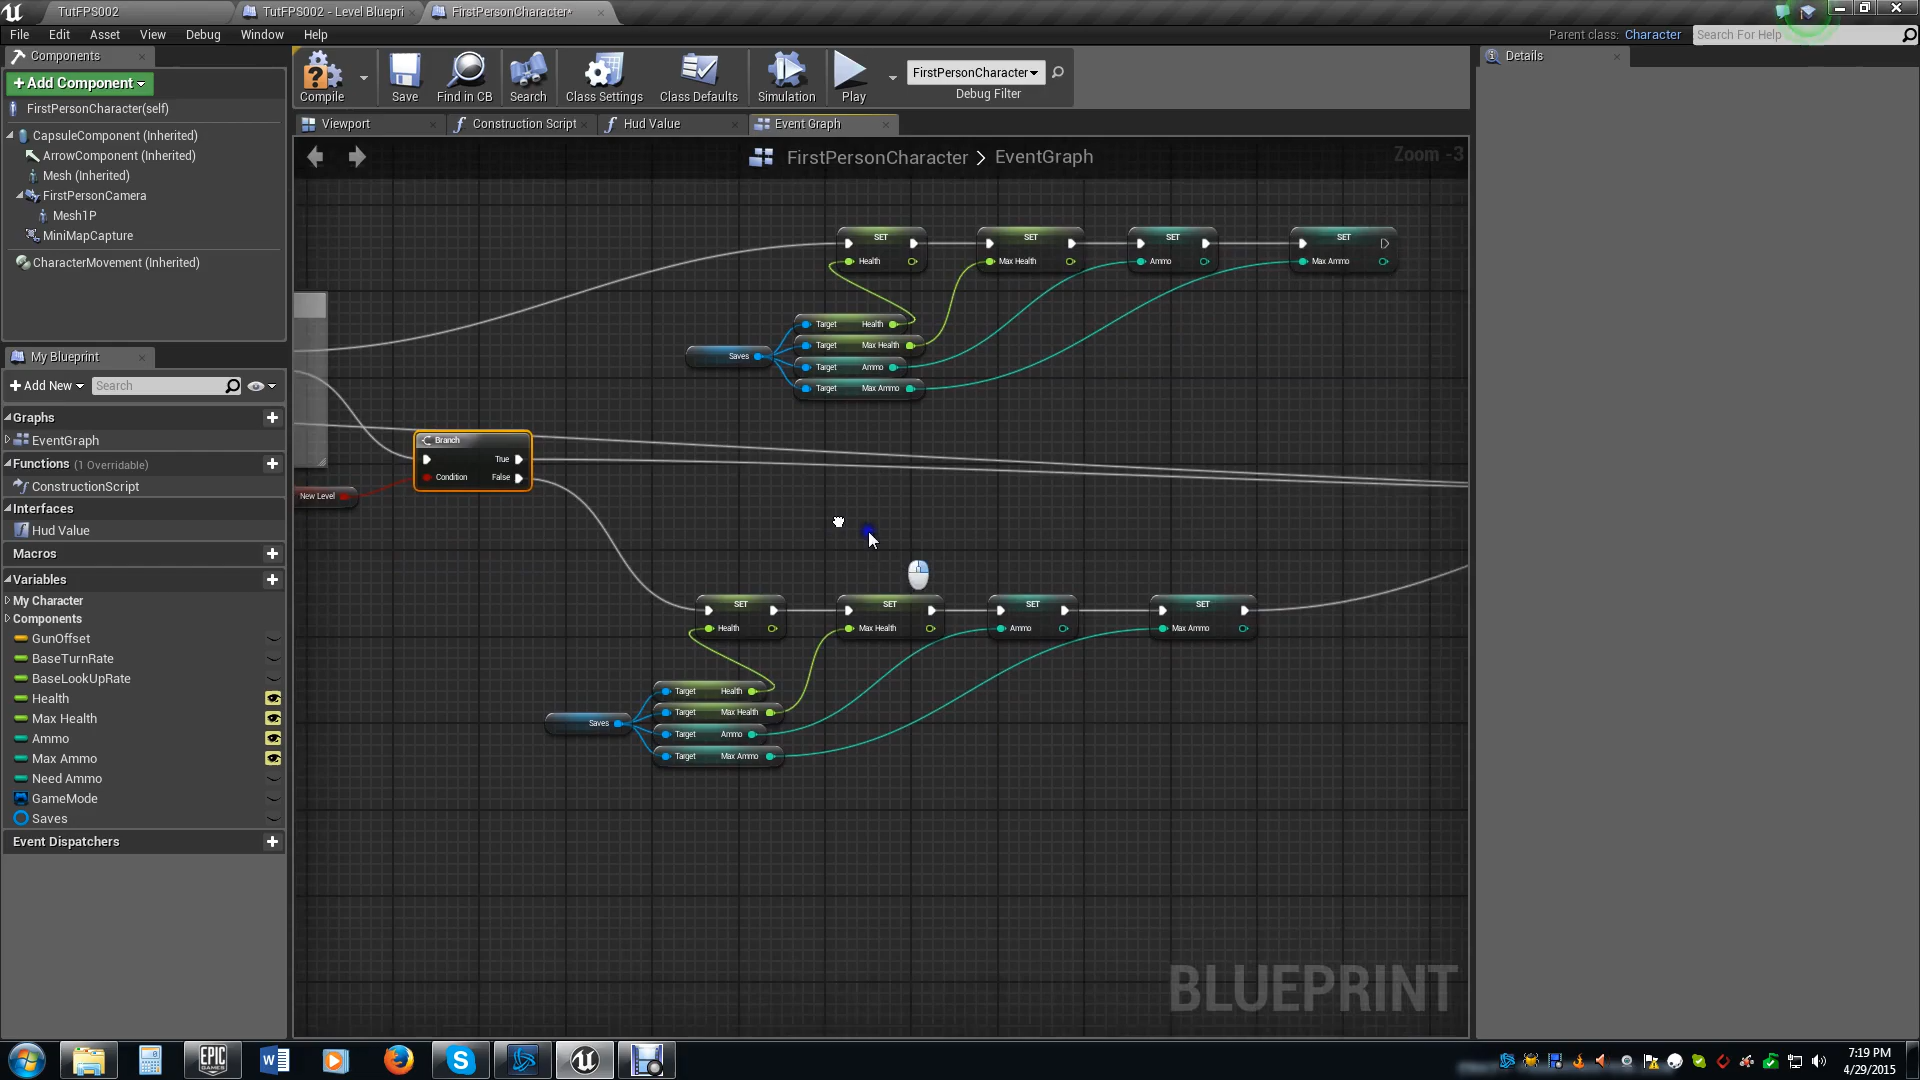 TutFPS002
TutFPS002 - Level Bluepri
FirstPersonCharacter*
File Edit Asset View Debug Window Help
Parent class: Character
Search For Help
Components
+ Add Component
FirstPersonCharacter(self)
CapsuleComponent (Inherited)
ArrowComponent (Inherited)
Mesh (Inherited)
FirstPersonCamera
Mesh1P
MiniMapCapture
CharacterMovement (Inherited)
My Blueprint
+ Add New
Search
Graphs
EventGraph
Functions (1 Overridable)
ConstructionScript
Interfaces
Hud Value
Macros
Variables
My Character
Components
GunOffset
BaseTurnRate
BaseLookUpRate
Health
Max Health
Ammo
Max Ammo
Need Ammo
GameMode
Saves
Event Dispatchers
Compile Save Find in CB Search Class Settings Class Defaults Simulation Play
FirstPersonCharacter
Debug Filter
Viewport
Construction Script
Hud Value
Event Graph
FirstPersonCharacter > EventGraph
Zoom -3
SET SET SET SET
Health Max Health Ammo Max Ammo
Target Health
Target Max Health
Saves
Target Ammo
Target Max Ammo
Branch
True
Condition False
New Level
SET SET SET SET
Health Max Health Ammo Max Ammo
Target Health
Target Max Health
Saves
Target Ammo
Target Max Ammo
BLUEPRINT
Details
EPIC
GAMES
7:19 PM
4/29/2015